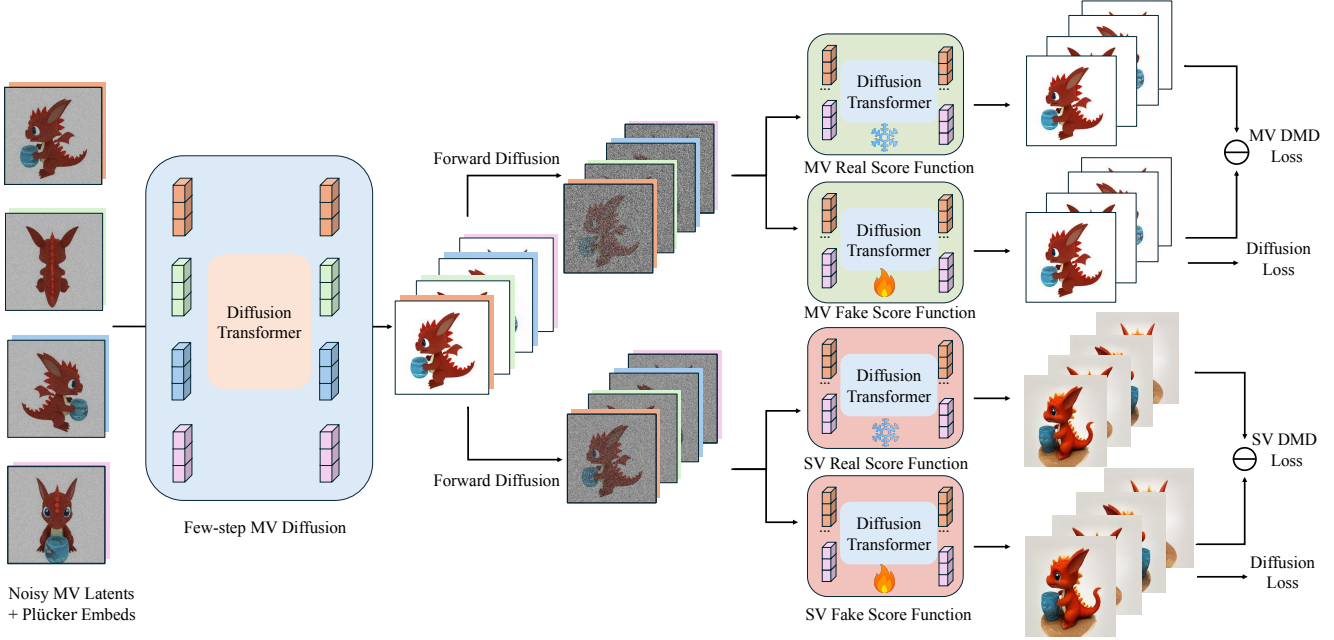 Noisy MV Latents
+ Plücker Embeds
Diffusion
Transformer
Few-step MV Diffusion
Forward Diffusion
Forward Diffusion
Diffusion
Transformer
...
...
MV Real Score Function
Diffusion
Transformer
...
...
MV Fake Score Function
Diffusion
Transformer
...
...
SV Real Score Function
Diffusion
Transformer
...
...
SV Fake Score Function
MV DMD
Loss
Diffusion
Loss
SV DMD
Loss
Diffusion
Loss